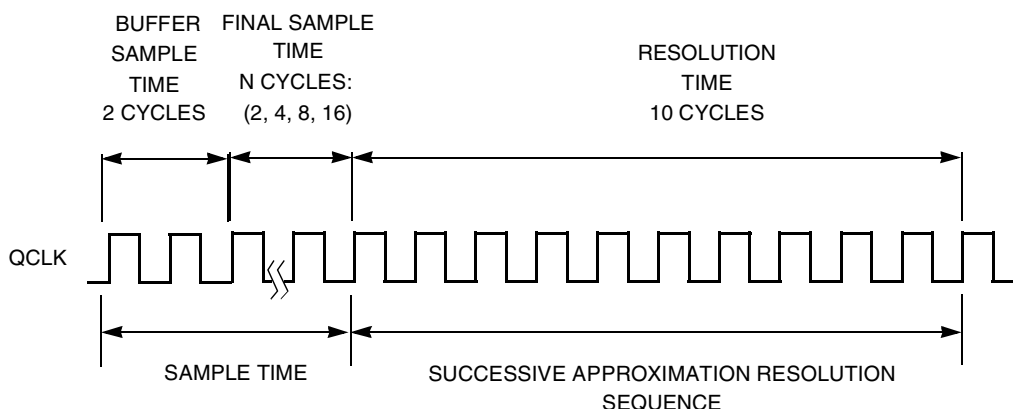 BUFFER
SAMPLE
TIME
2 CYCLES
FINAL SAMPLE
TIME
N CYCLES:
(2, 4, 8, 16)
RESOLUTION
TIME
10 CYCLES
QCLK
SAMPLE TIME
SUCCESSIVE APPROXIMATION RESOLUTION
SEQUENCE